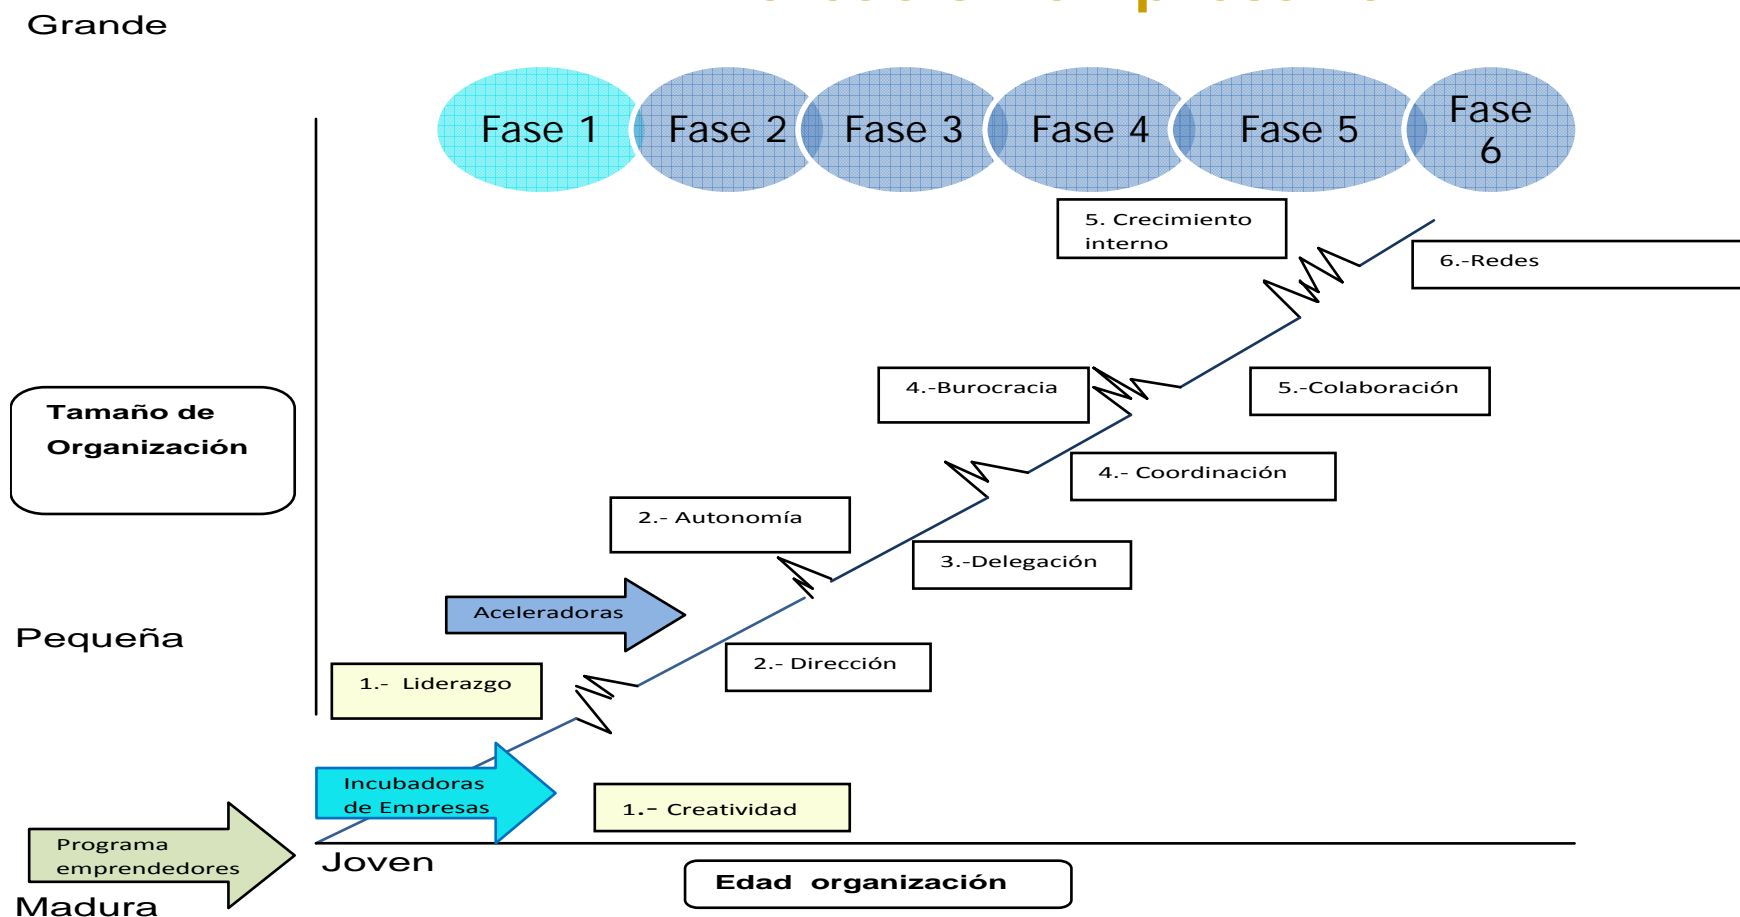 Grande
Fase 1
Fase 2
Fase 3
Fase 4
Fase 5
Fase
6
5. Crecimiento
interno
6.-Redes
4.-Burocracia
5.-Colaboración
Tamaño de
Organización
4.- Coordinación
2.- Autonomía
3.-Delegación
Aceleradoras
Pequeña
2.- Dirección
1.- Liderazgo
Incubadoras
de Empresas
1.- Creatividad
Programa
emprendedores
Joven
Edad organización
Madura